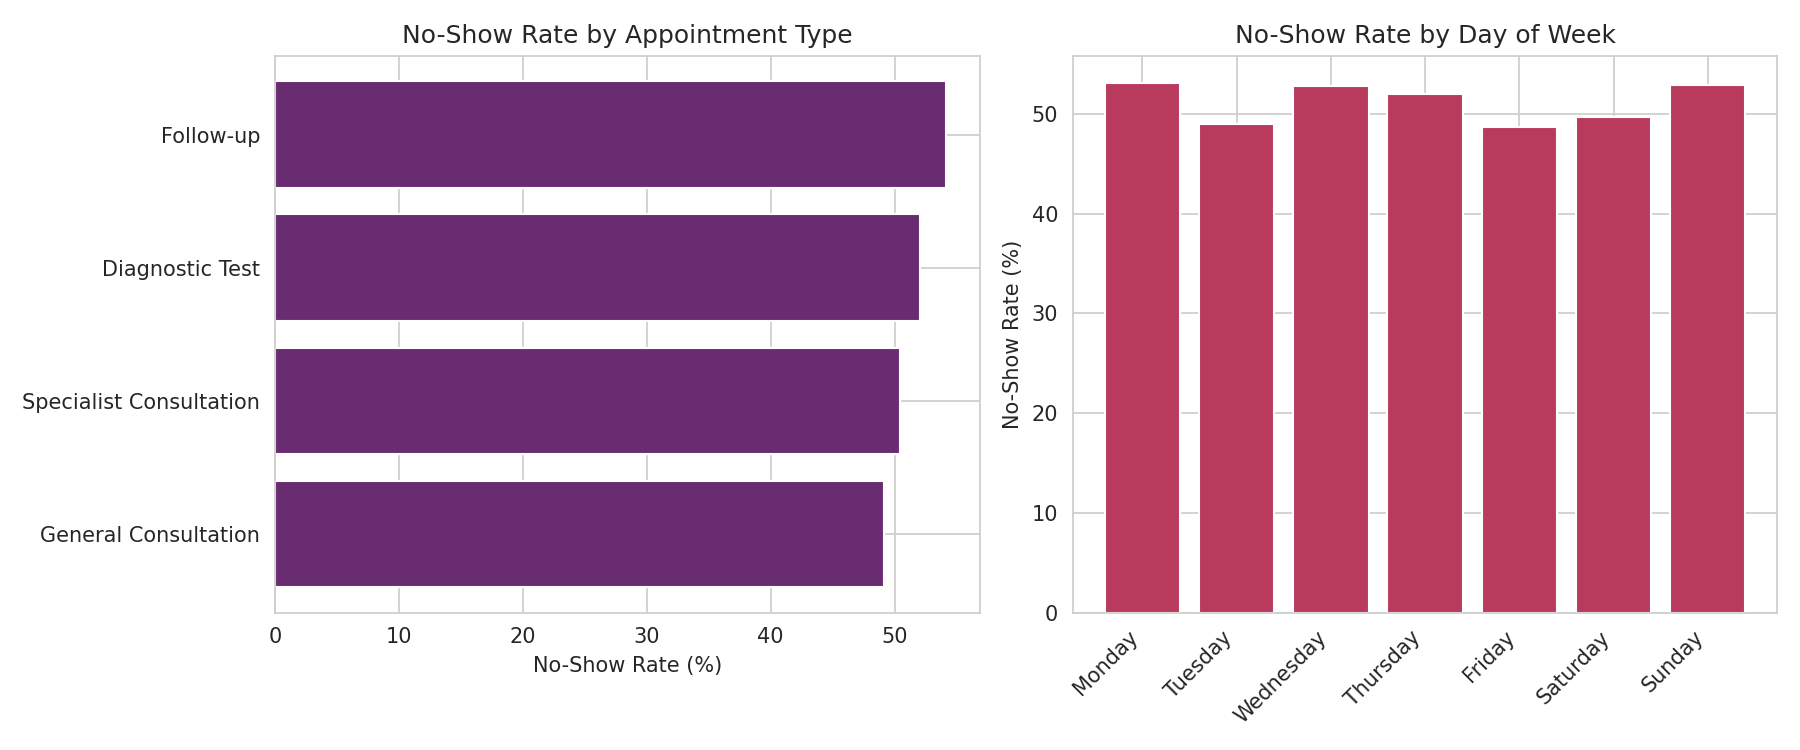 No-Show Rate by Appointment Type
Follow-up
Diagnostic Test
Specialist Consultation
General Consultation
0 10 20 30 40 50
No-Show Rate (%)
No-Show Rate by Day of Week
No-Show Rate (%)
50
40
30
20
10
0
Monday Tuesday Wednesday Thursday Friday Saturday Sunday